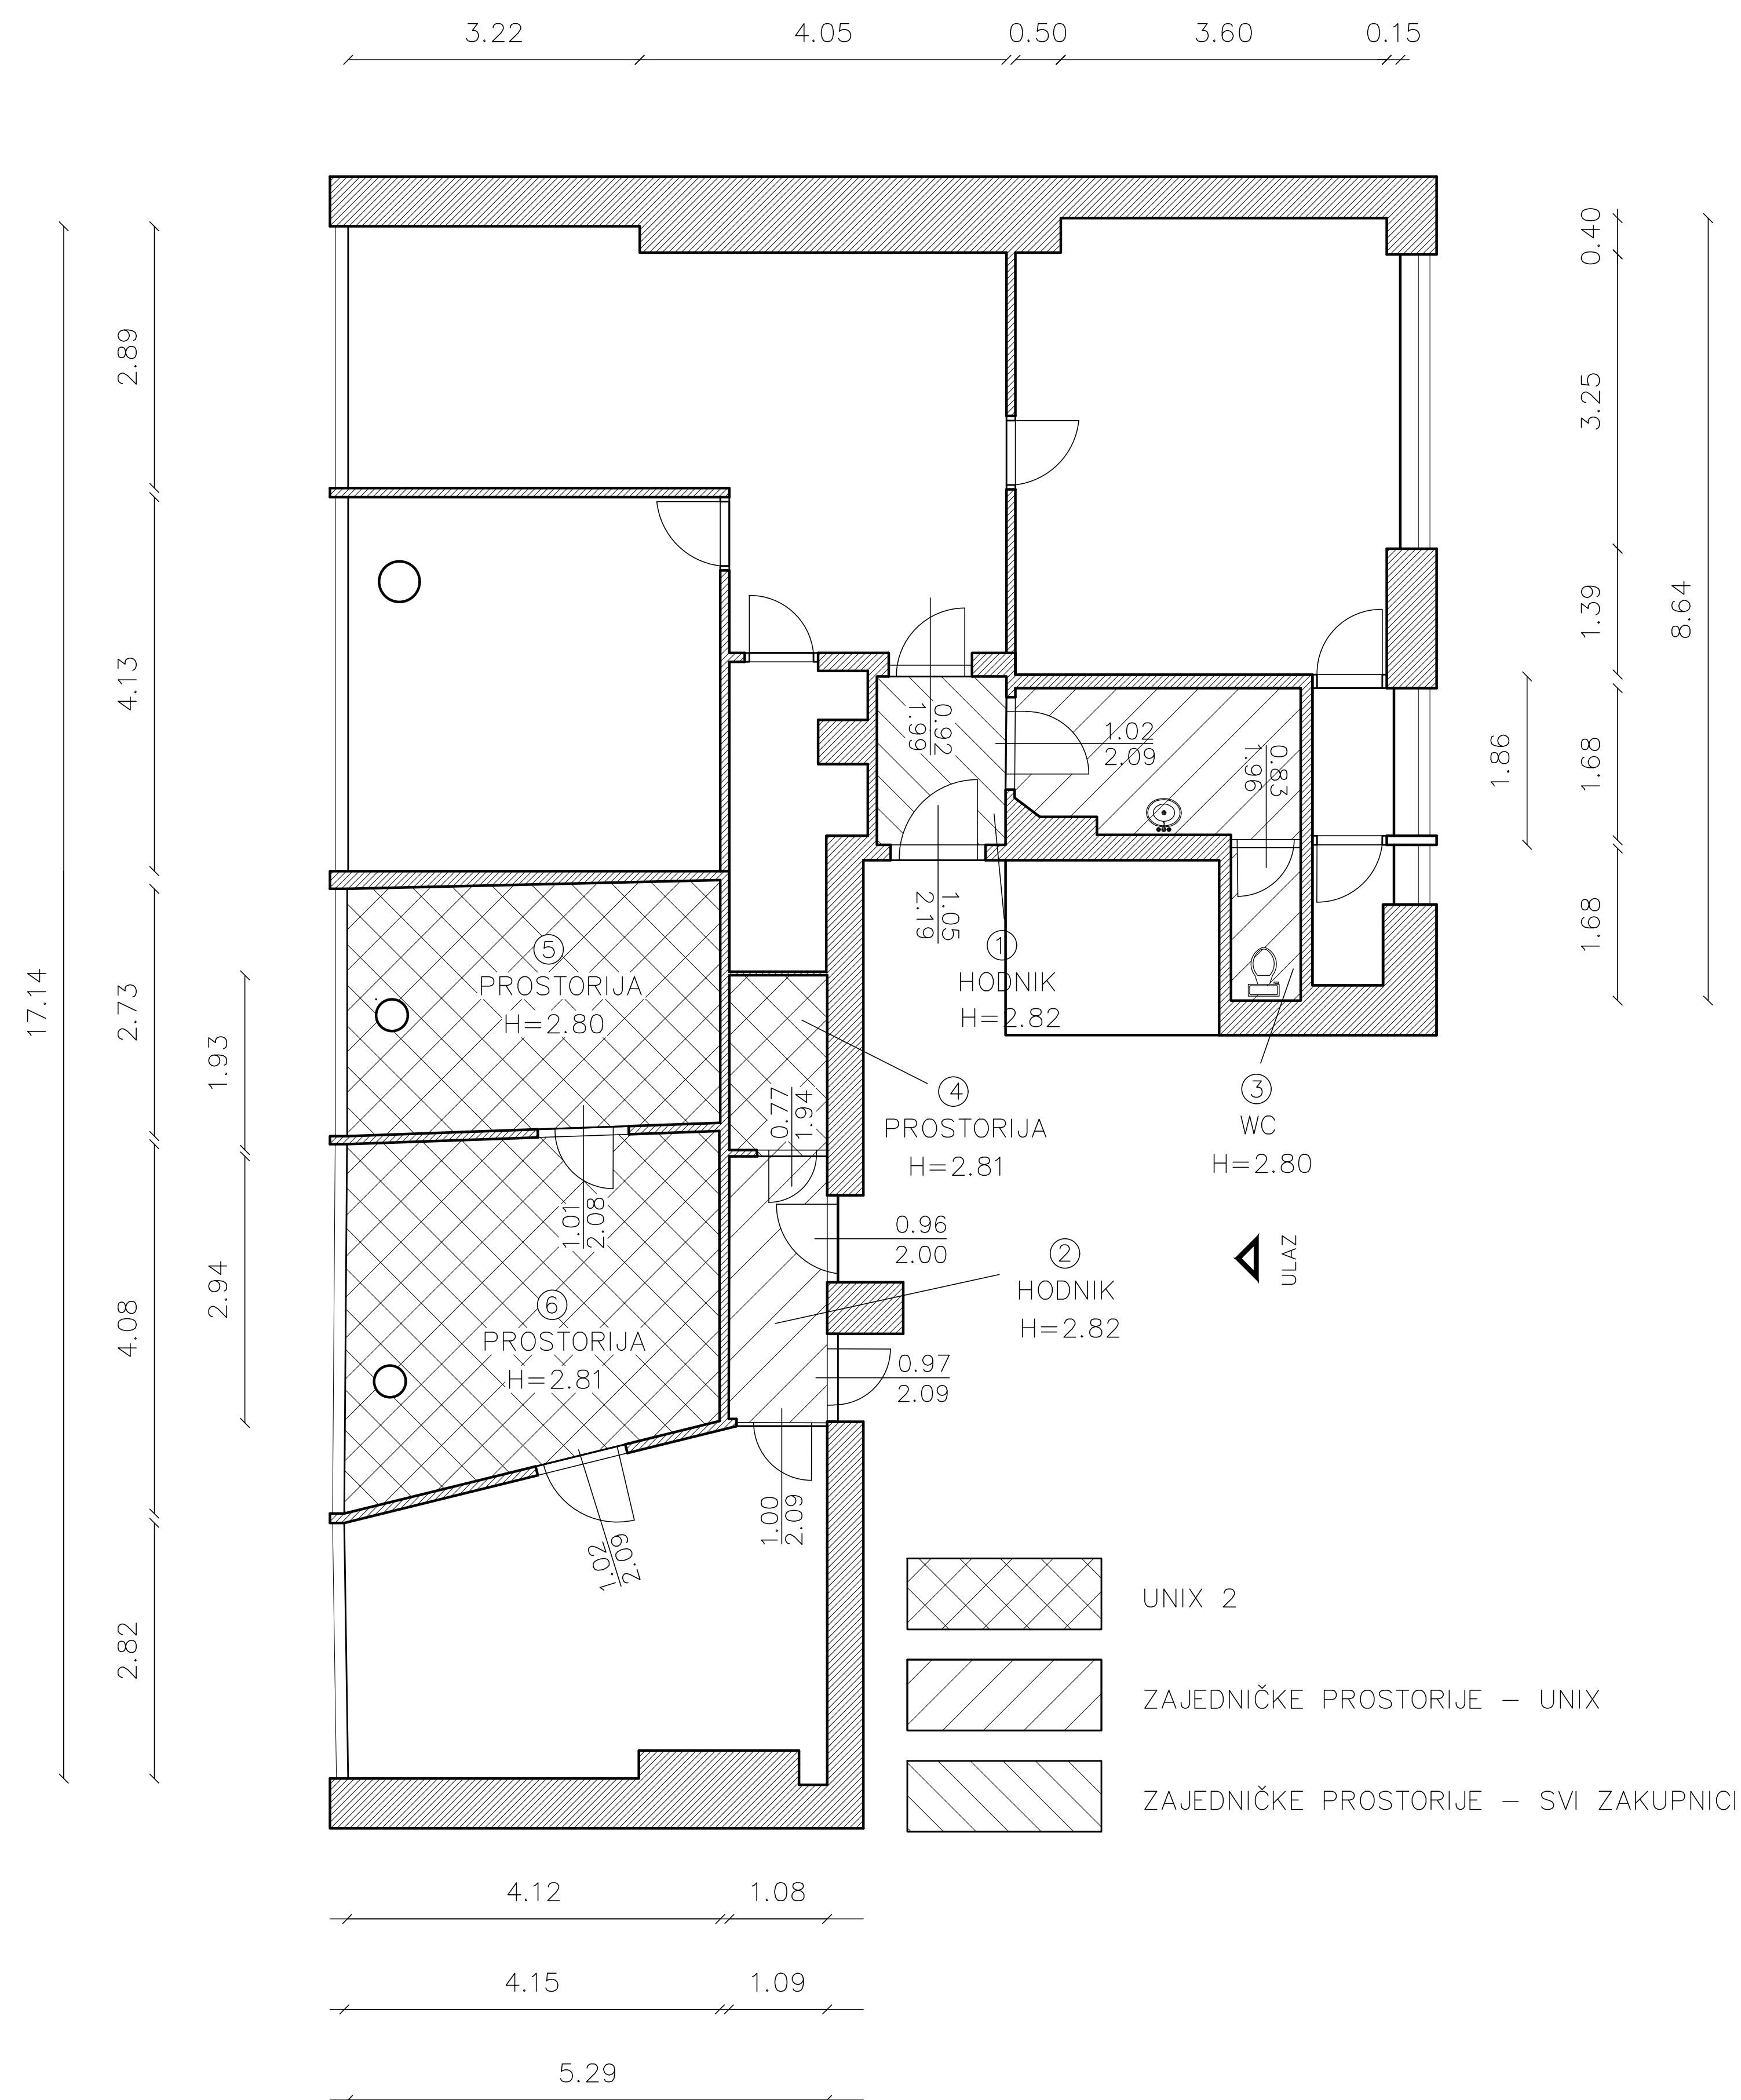 3.22 4.05 0.50 3.60 0.15
0.40
2.89
3.25
4.13
1.39
8.64
0.92
1.99
1.02
2.09
0.83
1.96
1.86
1.68
1.05
2.19
1.68
1
HODNIK
H=2.82
5
PROSTORIJA
H=2.80
17.14
2.73
1.93
4
PROSTORIJA
H=2.81
3
WC
H=2.80
0.77
1.94
1.01
2.08
0.96
2.00
2
HODNIK
H=2.82
ULAZ
2.94
4.08
6
PROSTORIJA
H=2.81
0.97
2.09
1.00
2.09
1.02
2.09
2.82
UNIX 2
ZAJEDNIČKE PROSTORIJE – UNIX
ZAJEDNIČKE PROSTORIJE – SVI ZAKUPNICI
4.12 1.08
4.15 1.09
5.29